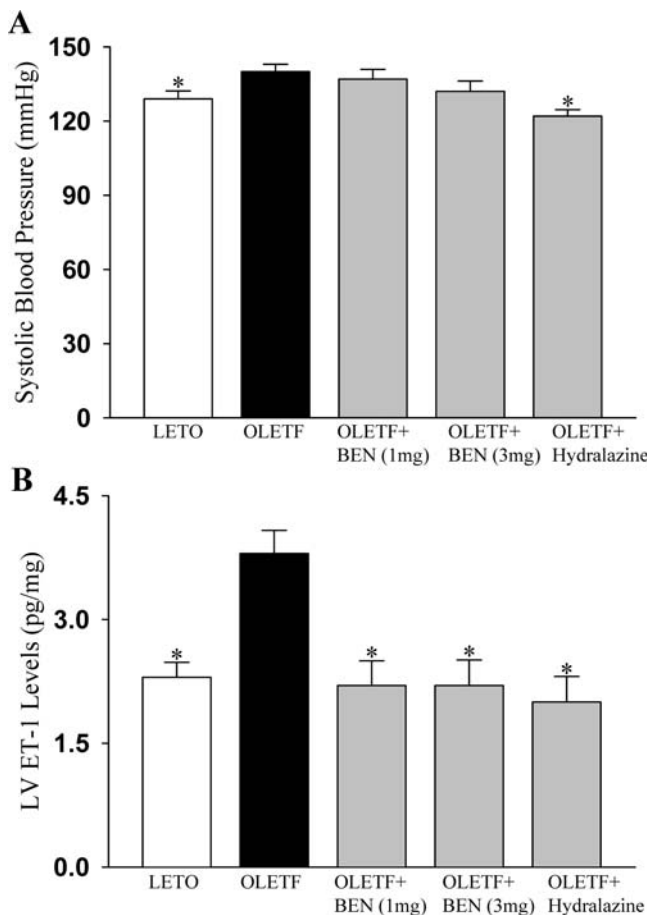 A
Systolic Blood Pressure (mmHg)
150
120
90
60
30
0
*
*
LETO OLETF OLETF+ OLETF+ OLETF+
BEN (1mg) BEN (3mg) Hydralazine
B
LV ET-1 Levels (pg/mg)
4.5
3.0
1.5
0.0
*
*
*
*
LETO OLETF OLETF+ OLETF+ OLETF+
BEN (1mg) BEN (3mg) Hydralazine